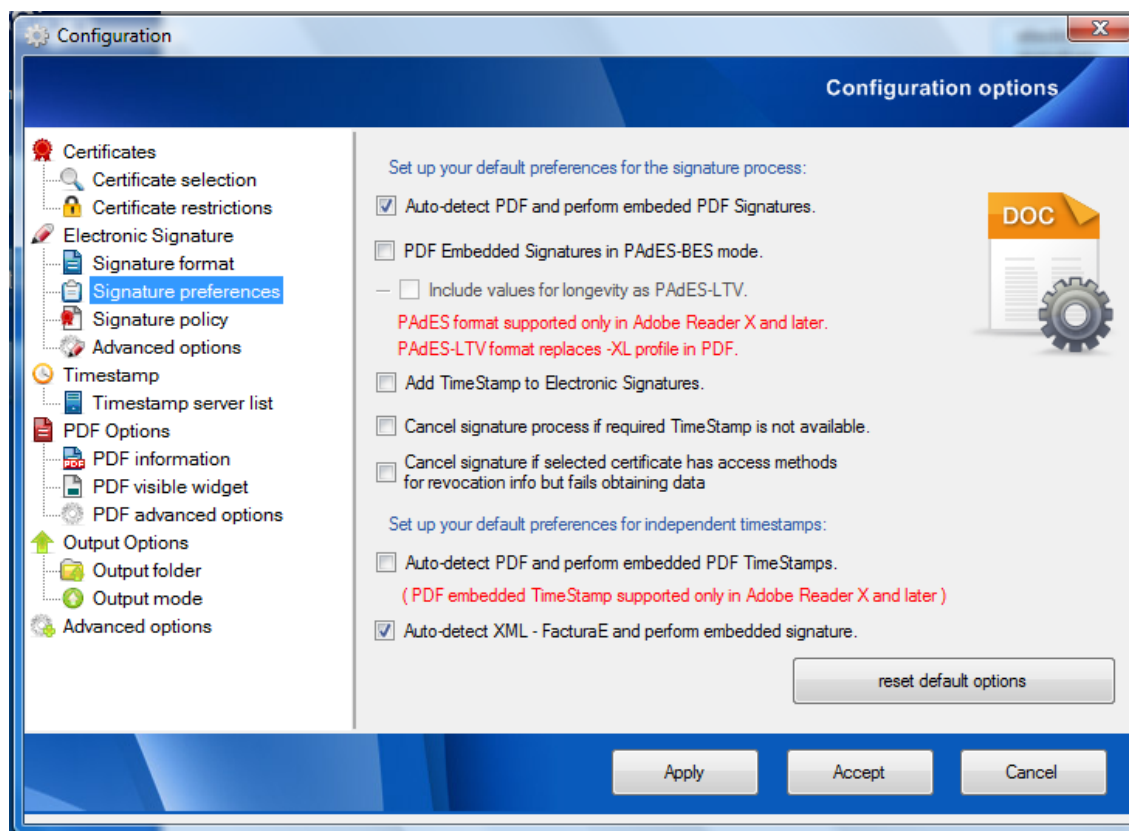 Configuration
X
Configuration options
Certificates
Certificate selection
Certificate restrictions
Electronic Signature
Signature format
Signature preferences
Signature policy
Advanced options
Timestamp
Timestamp server list
PDF Options
PDF information
PDF visible widget
PDF advanced options
Output Options
Output folder
Output mode
Advanced options
Set up your default preferences for the signature process:
Auto-detect PDF and perform embeded PDF Signatures.
PDF Embedded Signatures in PAdES-BES mode.
Include values for longevity as PAdES-LTV.
PAdES format supported only in Adobe Reader X and later.
PAdES-LTV format replaces -XL profile in PDF.
Add TimeStamp to Electronic Signatures.
Cancel signature process if required TimeStamp is not available.
Cancel signature if selected certificate has access methods
for revocation info but fails obtaining data
Set up your default preferences for independent timestamps:
Auto-detect PDF and perform embedded PDF TimeStamps.
( PDF embedded TimeStamp supported only in Adobe Reader X and later )
Auto-detect XML - FacturaE and perform embedded signature.
DOC
reset default options
Apply
Accept
Cancel